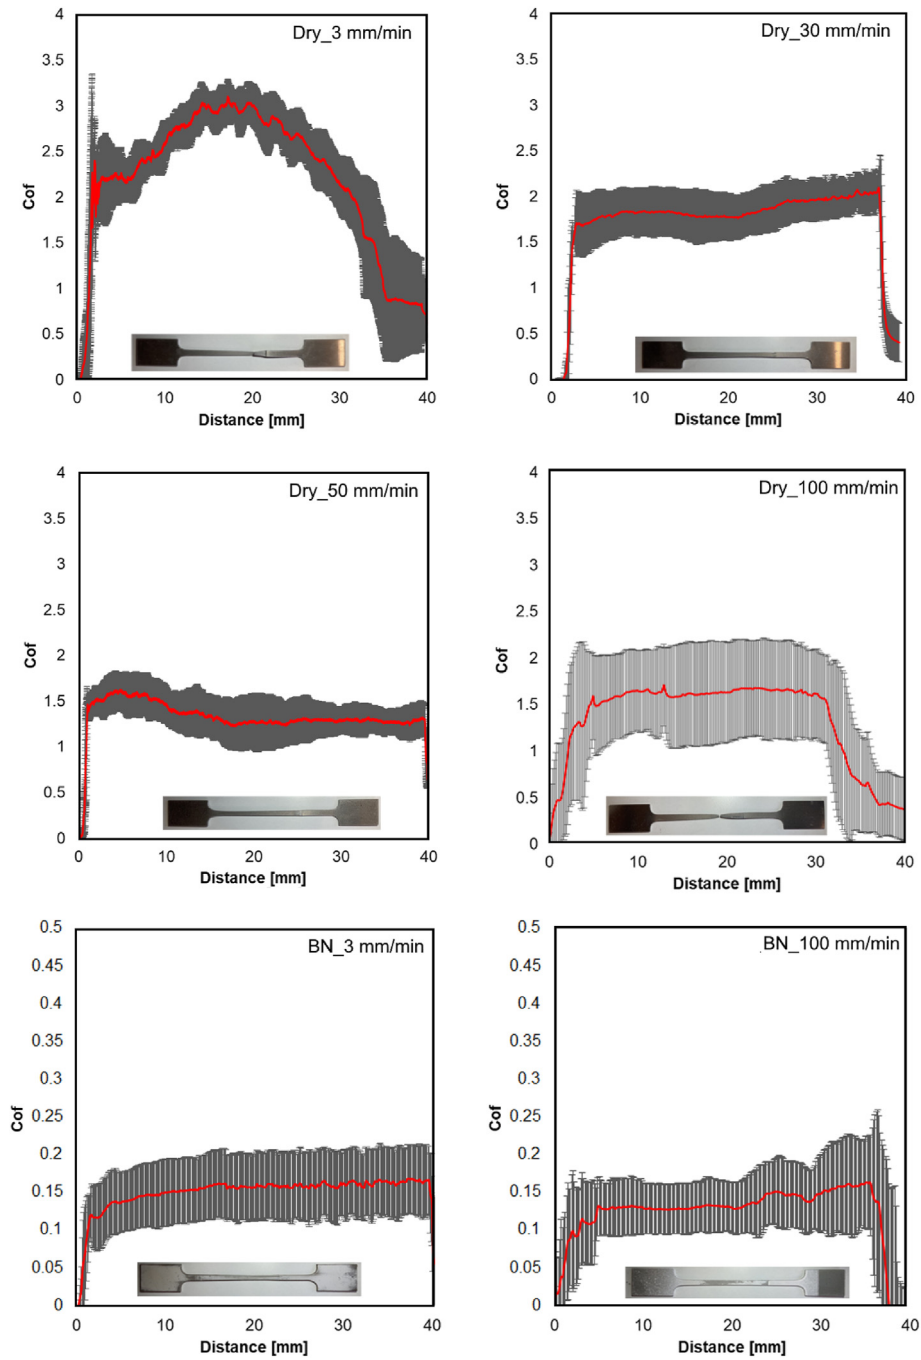 Dry_3 mm/min
4
3.5
3
2.5
2
1.5
1
0.5
0
Cof
0 10 20 30 40
Distance [mm]
Dry_30 mm/min
4
3.5
3
2.5
2
1.5
1
0.5
0
Cof
0 10 20 30 40
Distance [mm]
Dry_50 mm/min
4
3.5
3
2.5
2
1.5
1
0.5
0
Cof
0 10 20 30 40
Distance [mm]
Dry_100 mm/min
4
3.5
3
2.5
2
1.5
1
0.5
0
Cof
0 10 20 30 40
Distance [mm]
BN_3 mm/min
0.5
0.45
0.4
0.35
0.3
0.25
0.2
0.15
0.1
0.05
0
Cof
0 10 20 30 40
Distance [mm]
BN_100 mm/min
0.5
0.45
0.4
0.35
0.3
0.25
0.2
0.15
0.1
0.05
0
Cof
0 10 20 30 40
Distance [mm]